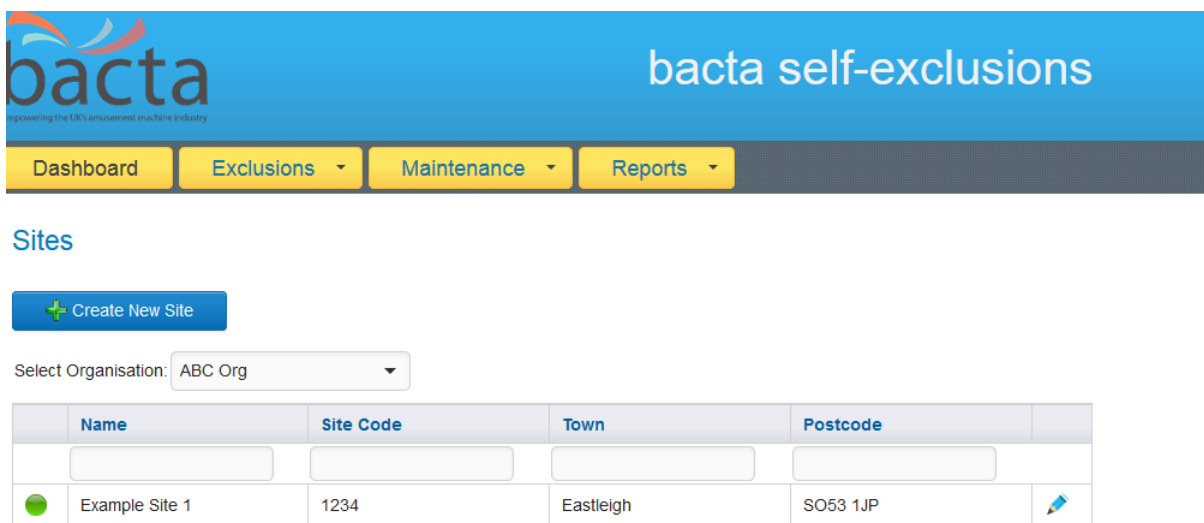 bacta
empowering the UK's amusement machine industry
bacta self-exclusions
Dashboard Exclusions Maintenance Reports
Sites
Create New Site
Select Organisation: ABC Org
Name Site Code Town Postcode
Example Site 1 1234 Eastleigh SO53 1JP